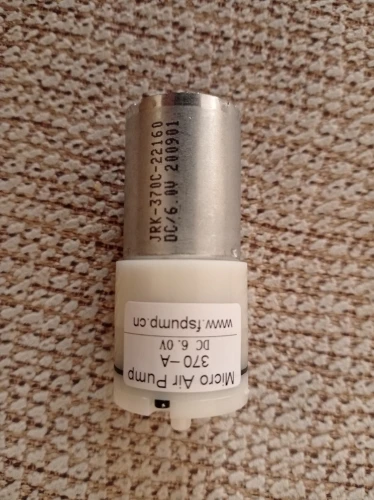 JRK-370C-22160
DC/6.0V 200901
Micro Air Pump
370-A
DC 6.0V
www.fspump.cn